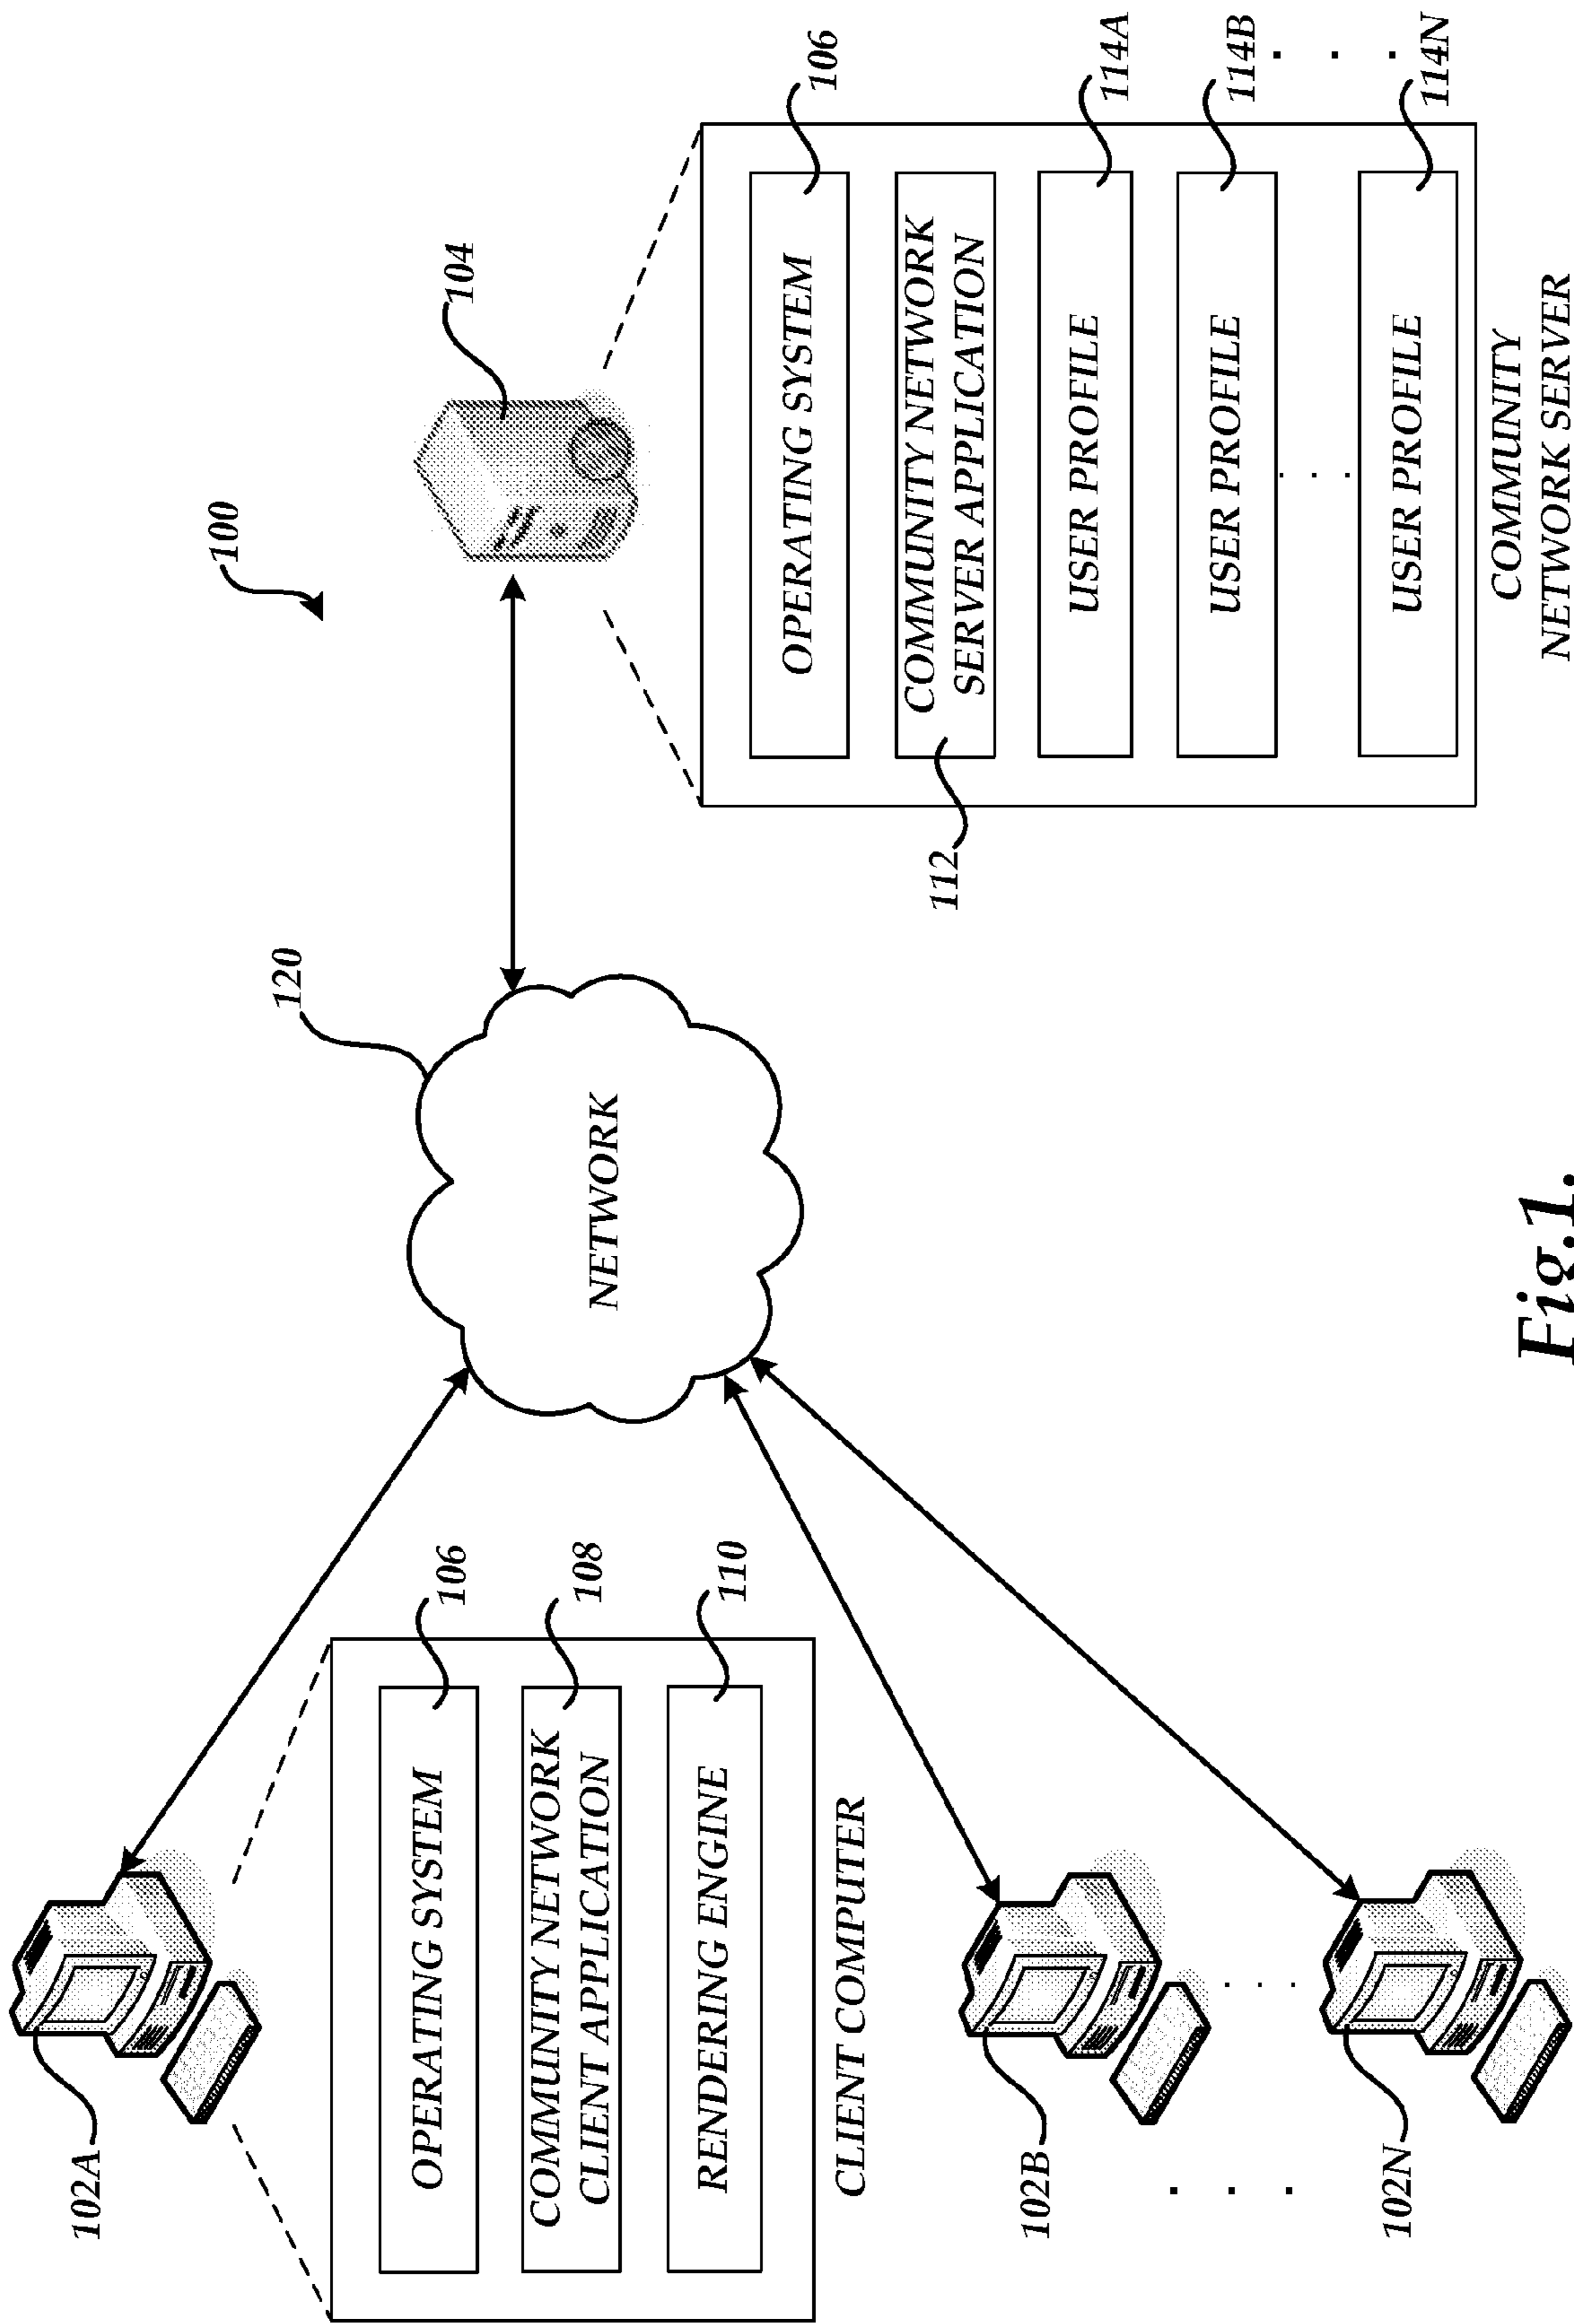 100
102A
OPERATING SYSTEM
106
COMMUNITY NETWORK
CLIENT APPLICATION
108
RENDERING ENGINE
110
CLIENT COMPUTER
102B
. . .
. . .
102N
120
NETWORK
104
OPERATING SYSTEM
106
COMMUNITY NETWORK
SERVER APPLICATION
112
USER PROFILE
114A
USER PROFILE
114B
. . .
. . .
USER PROFILE
114N
COMMUNITY
NETWORK SERVER
Fig.1.